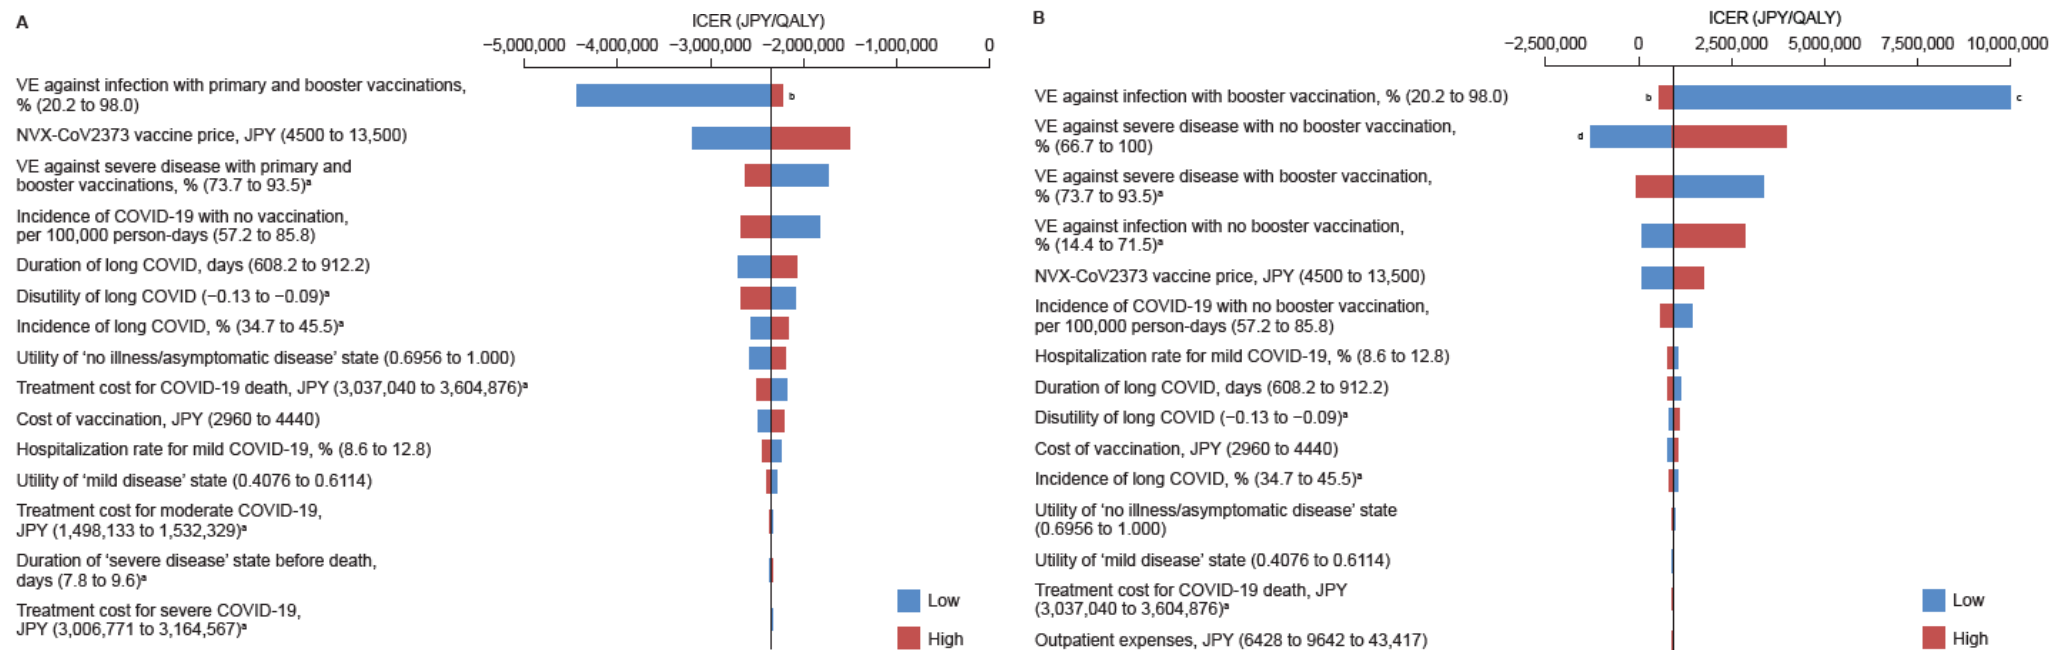 A
ICER (JPY/QALY)
−5,000,000 −4,000,000 −3,000,000 −2,000,000 −1,000,000 0
VE against infection with primary and booster vaccinations,
% (20.2 to 98.0)
b
NVX-CoV2373 vaccine price, JPY (4500 to 13,500)
VE against severe disease with primary and
booster vaccinations, % (73.7 to 93.5)ᵃ
Incidence of COVID-19 with no vaccination,
per 100,000 person-days (57.2 to 85.8)
Duration of long COVID, days (608.2 to 912.2)
Disutility of long COVID (−0.13 to −0.09)ᵃ
Incidence of long COVID, % (34.7 to 45.5)ᵃ
Utility of ‘no illness/asymptomatic disease’ state (0.6956 to 1.000)
Treatment cost for COVID-19 death, JPY (3,037,040 to 3,604,876)ᵃ
Cost of vaccination, JPY (2960 to 4440)
Hospitalization rate for mild COVID-19, % (8.6 to 12.8)
Utility of ‘mild disease’ state (0.4076 to 0.6114)
Treatment cost for moderate COVID-19,
JPY (1,498,133 to 1,532,329)ᵃ
Duration of ‘severe disease’ state before death,
days (7.8 to 9.6)ᵃ
Treatment cost for severe COVID-19,
JPY (3,006,771 to 3,164,567)ᵃ
Low
High
B
ICER (JPY/QALY)
−2,500,000 0 2,500,000 5,000,000 7,500,000 10,000,000
VE against infection with booster vaccination, % (20.2 to 98.0)
b
c
VE against severe disease with no booster vaccination,
% (66.7 to 100)
d
VE against severe disease with booster vaccination,
% (73.7 to 93.5)ᵃ
VE against infection with no booster vaccination,
% (14.4 to 71.5)ᵃ
NVX-CoV2373 vaccine price, JPY (4500 to 13,500)
Incidence of COVID-19 with no booster vaccination,
per 100,000 person-days (57.2 to 85.8)
Hospitalization rate for mild COVID-19, % (8.6 to 12.8)
Duration of long COVID, days (608.2 to 912.2)
Disutility of long COVID (−0.13 to −0.09)ᵃ
Cost of vaccination, JPY (2960 to 4440)
Incidence of long COVID, % (34.7 to 45.5)ᵃ
Utility of ‘no illness/asymptomatic disease’ state
(0.6956 to 1.000)
Utility of ‘mild disease’ state (0.4076 to 0.6114)
Treatment cost for COVID-19 death, JPY
(3,037,040 to 3,604,876)ᵃ
Outpatient expenses, JPY (6428 to 9642 to 43,417)
Low
High